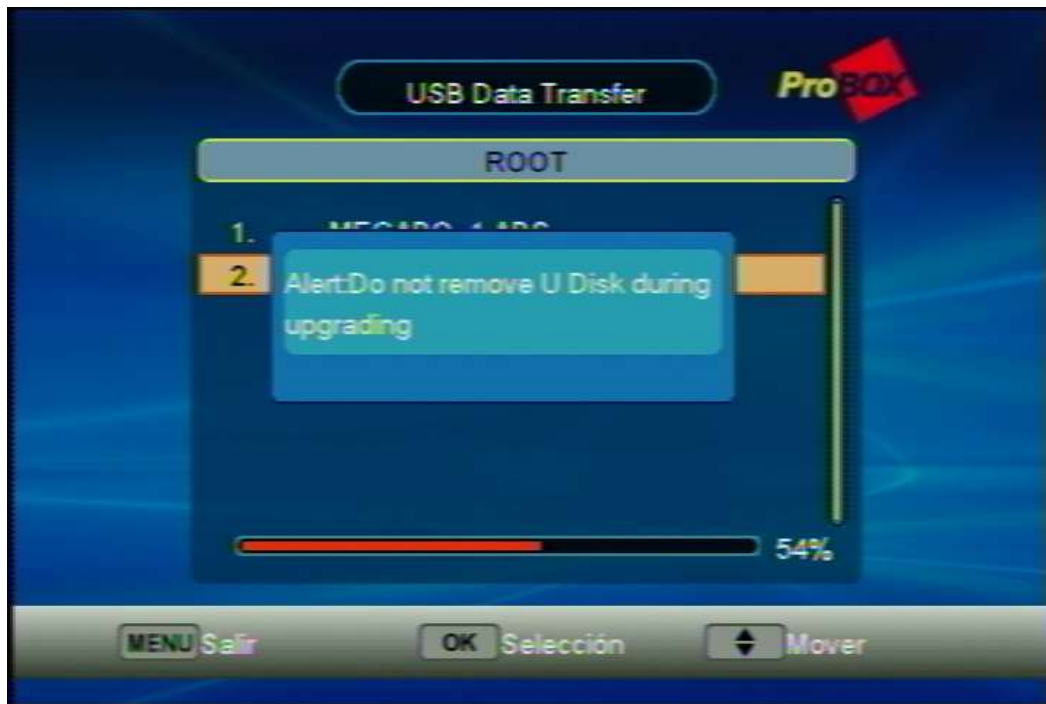 USB Data Transfer
ProBOX
ROOT
1.
2.
Alert:Do not remove U Disk during
upgrading
54%
MENU Salir OK Selección Mover